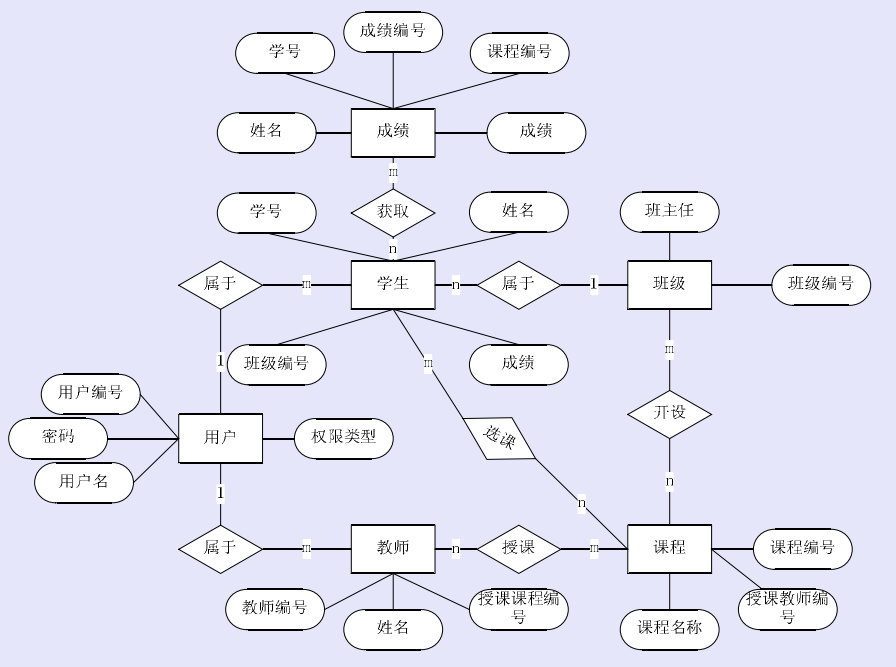 成绩编号
学号
课程编号
姓名
成绩
成绩
m
学号
获取
姓名
班主任
n
属于
m
学生
n
属于
1
班级
班级编号
班级编号
1
成绩
m
m
用户编号
开设
密码
用户
权限类型
选课
用户名
n
1
n
属于
m
教师
n
授课
m
课程
课程编号
教师编号
授课课程编
号
授课教师编
号
姓名
课程名称